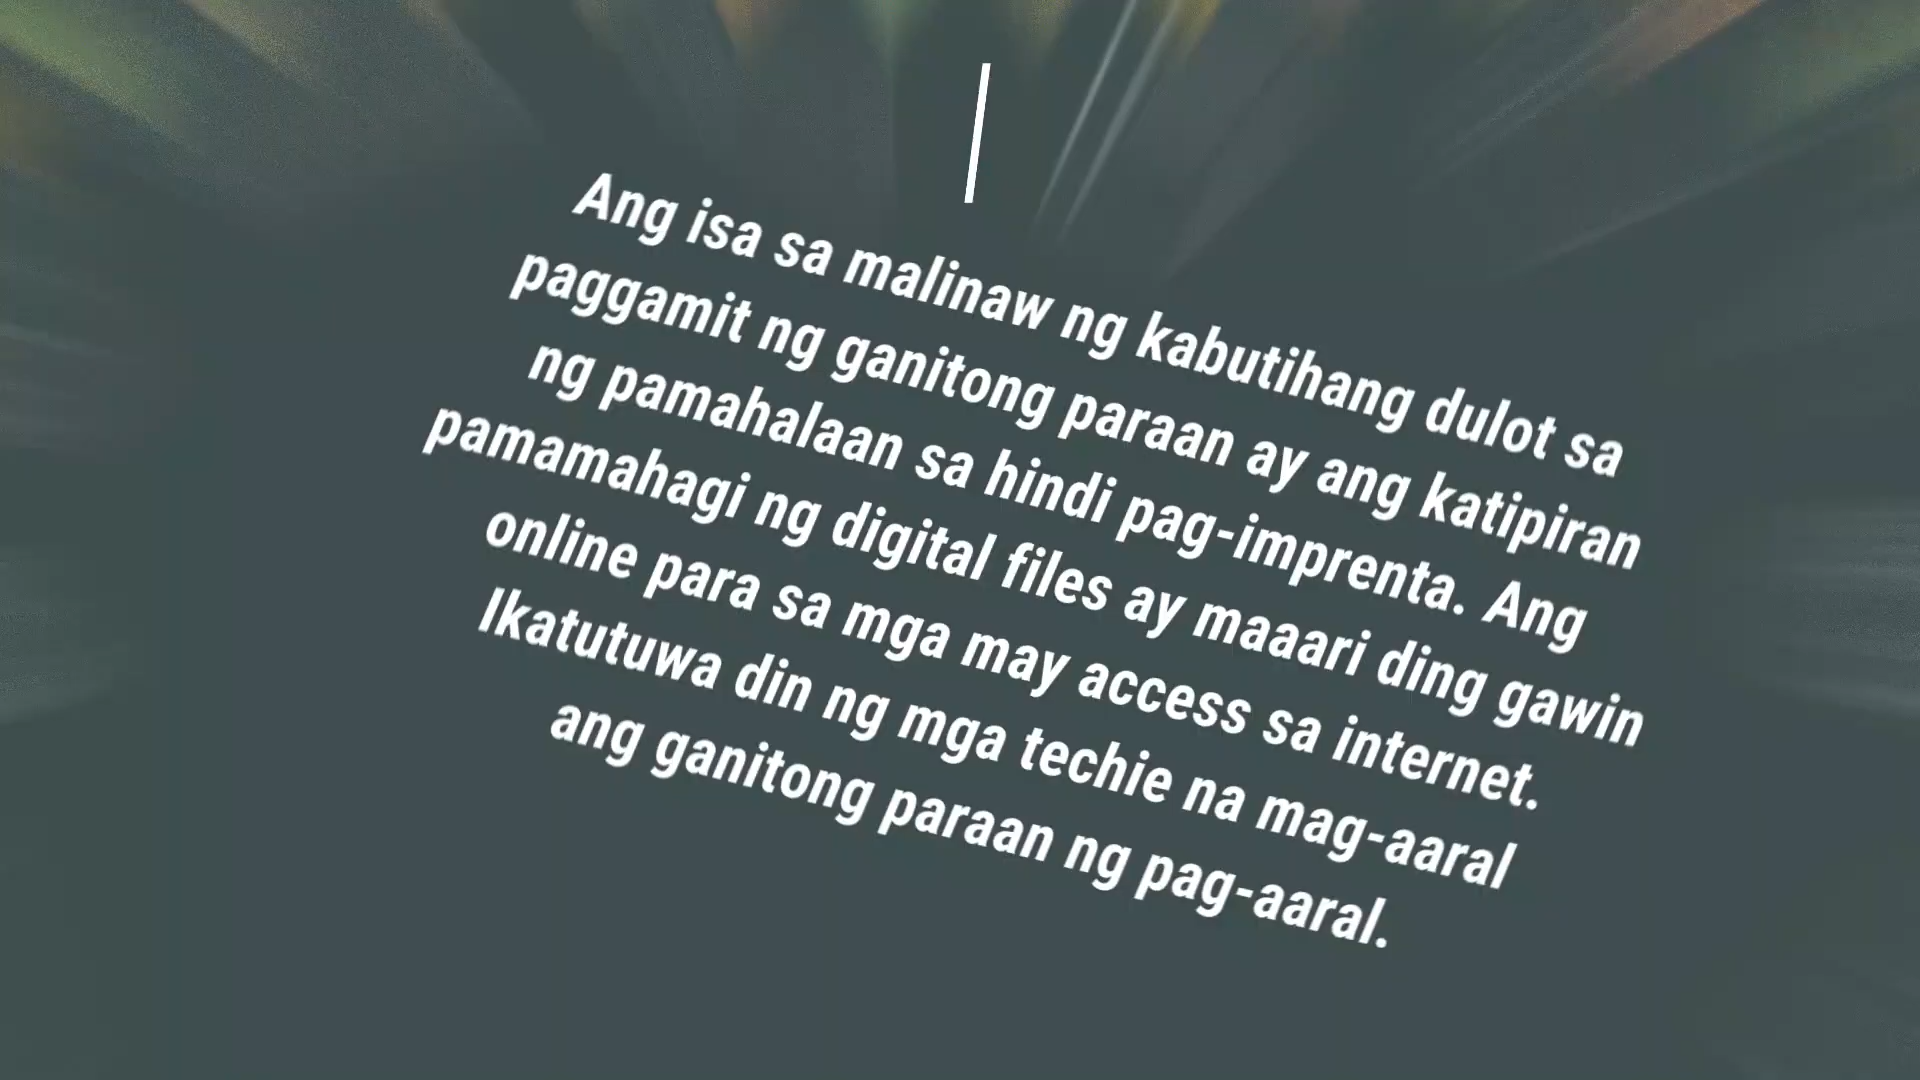 Ang isa sa malinaw ng kabutihang dulot sa
paggamit ng ganitong paraan ay ang katipiran
ng pamahalaan sa hindi pag-imprenta. Ang
pamamahagi ng digital files ay maaari ding gawin
online para sa mga may access sa internet.
Ikatutuwa din ng mga techie na mag-aaral
ang ganitong paraan ng pag-aaral.